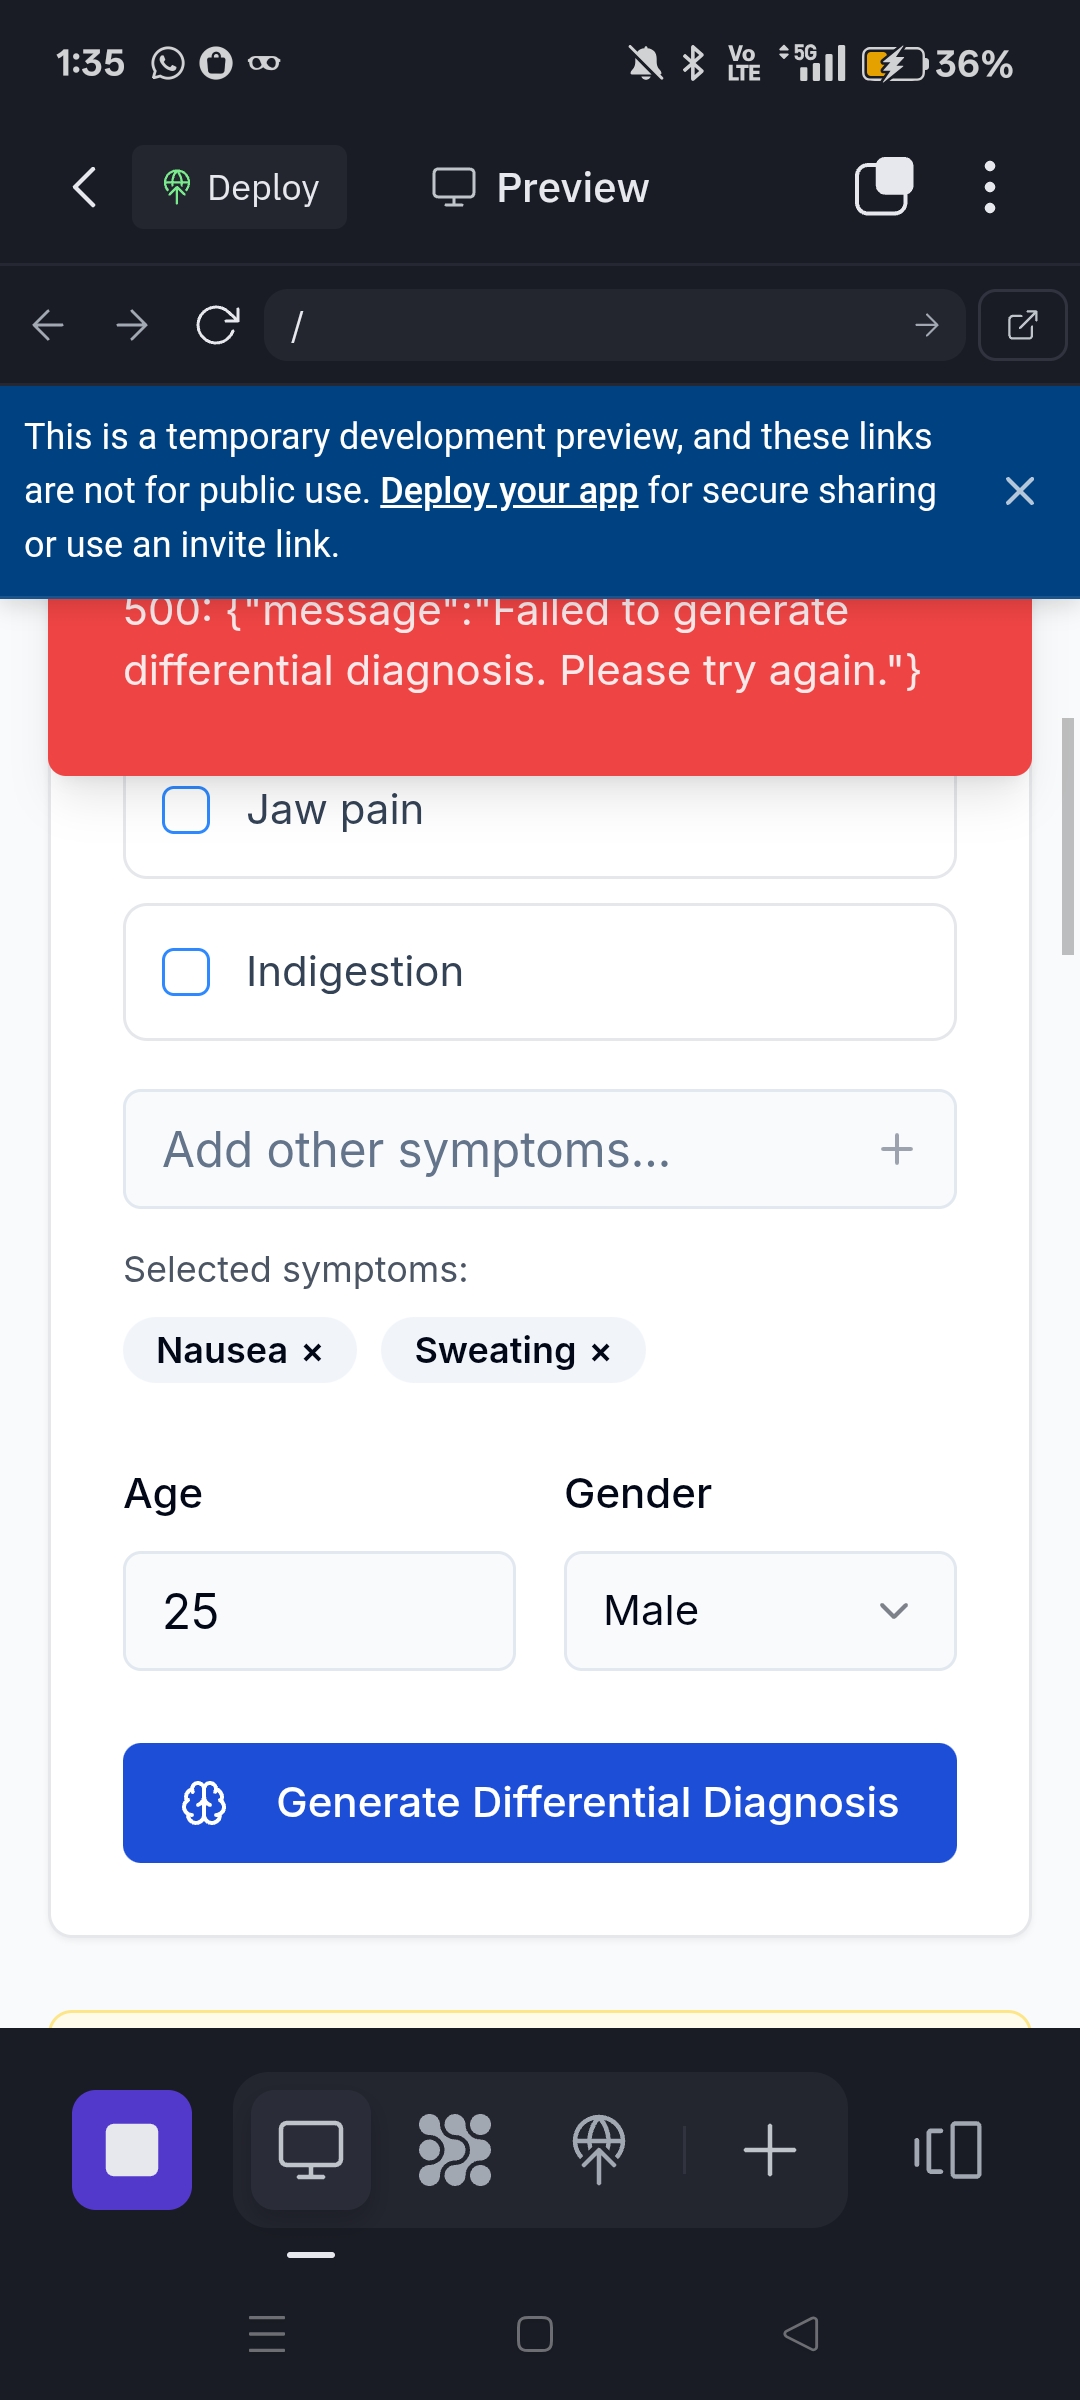 1:35
Vo
LTE
5G
36%
Deploy
Preview
/
This is a temporary development preview, and these links
are not for public use. Deploy your app for secure sharing
or use an invite link.
500: {"message":"Failed to generate
differential diagnosis. Please try again."}
Jaw pain
Indigestion
Add other symptoms...
Selected symptoms:
Nausea ×
Sweating ×
Age
Gender
25
Male
Generate Differential Diagnosis